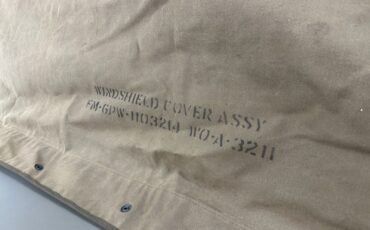 WINDSHIELD COVER ASSY
FM-GPW-1103214 WO-A-3211